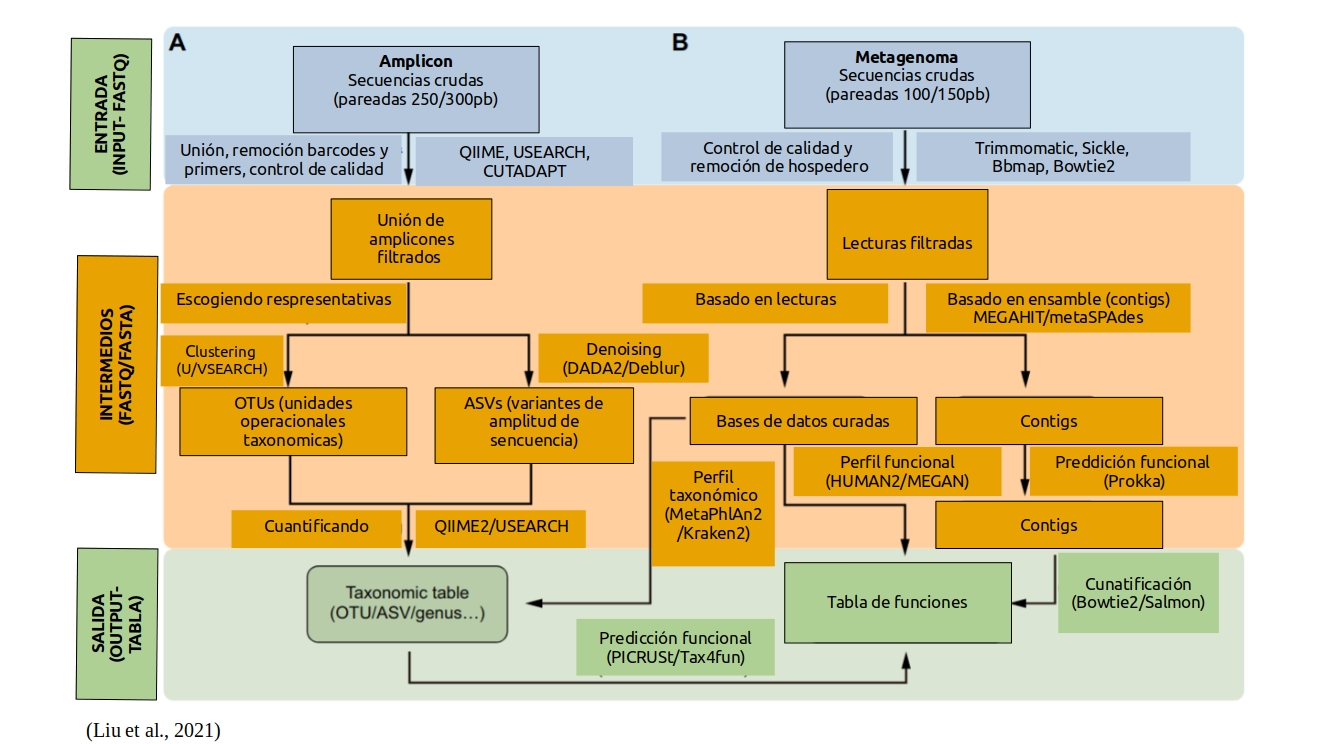 A
B
ENTRADA
(INPUT- FASTQ)
Amplicon
Secuencias crudas
(pareadas 250/300pb)
Metagenoma
Secuencias crudas
(pareadas 100/150pb)
Unión, remoción barcodes y
primers, control de calidad
QIIME, USEARCH,
CUTADAPT
Control de calidad y
remoción de hospedero
Trimmomatic, Sickle,
Bbmap, Bowtie2
INTERMEDIOS
(FASTQ/FASTA)
Unión de
amplicones
filtrados
Lecturas filtradas
Escogiendo respresentativas
Basado en lecturas
Basado en ensamble (contigs)
MEGAHIT/metaSPAdes
Clustering
(U/VSEARCH)
Denoising
(DADA2/Deblur)
OTUs (unidades
operacionales
taxonomicas)
ASVs (variantes de
amplitud de
sencuencia)
Bases de datos curadas
Contigs
Perfil
taxonómico
(MetaPhlAn2
/Kraken2)
Perfil funcional
(HUMAN2/MEGAN)
Preddición funcional
(Prokka)
Cuantificando
QIIME2/USEARCH
Contigs
SALIDA
(OUTPUT-
TABLA)
Taxonomic table
(OTU/ASV/genus...)
Tabla de funciones
Cunatificación
(Bowtie2/Salmon)
Predicción funcional
(PICRUSt/Tax4fun)
(Liu et al., 2021)